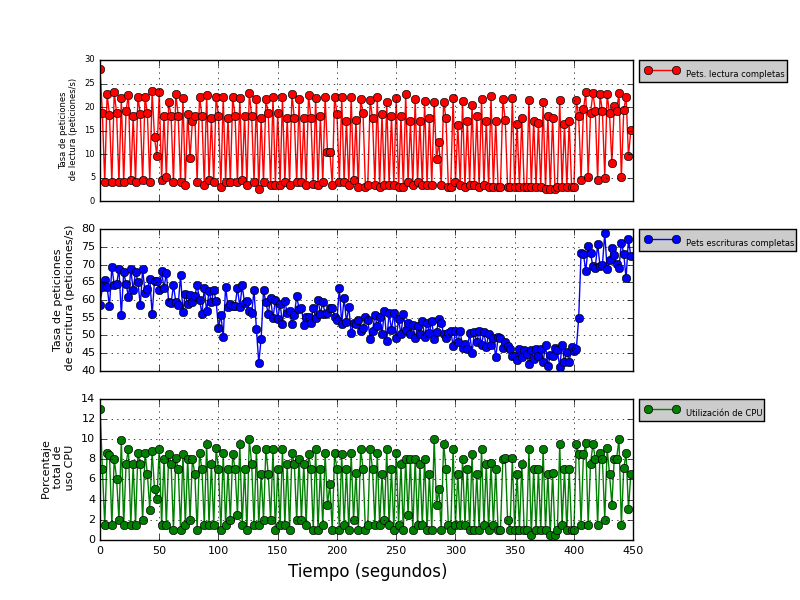 30
25
20
15
10
5
0
Tasa de peticiones
de lectura (peticiones/s)
Pets. lectura completas
80
75
70
65
60
55
50
45
40
Tasa de peticiones
de escritura (peticiones/s)
Pets escrituras completas
14
12
10
8
6
4
2
0
Porcentaje
total de
uso CPU
Utilización de CPU
0 50 100 150 200 250 300 350 400 450
Tiempo (segundos)